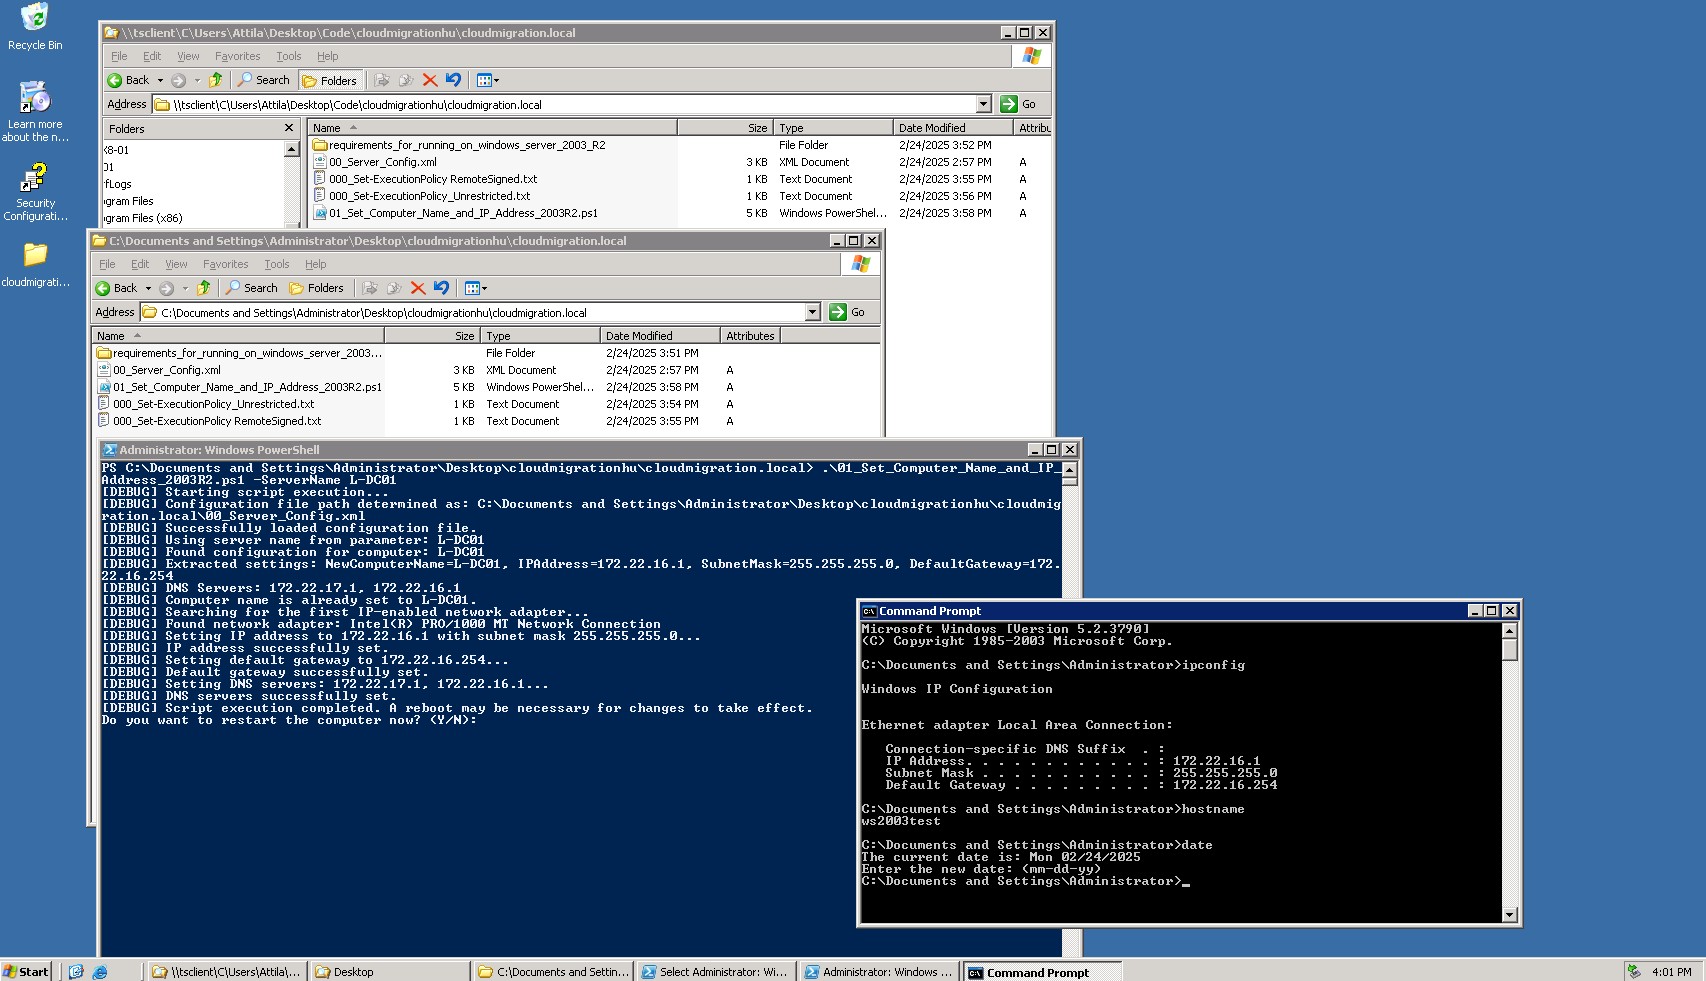 Recycle Bin
Learn more
about the n...
Security
Configurati...
cloudmigrati...
\\tsclient\C\Users\Attila\Desktop\Code\cloudmigrationhu\cloudmigration.local
File Edit View Favorites Tools Help
Back Search Folders
Address \\tsclient\C\Users\Attila\Desktop\Code\cloudmigrationhu\cloudmigration.local Go
Folders
Name Size Type Date Modified Attribu
01
gram Files
gram Files (x86)
requirements_for_running_on_windows_server_2003_R2 File Folder 2/24/2025 3:52 PM
00_Server_Config.xml 3 KB XML Document 2/24/2025 2:57 PM A
000_Set-ExecutionPolicy RemoteSigned.txt 1 KB Text Document 2/24/2025 3:55 PM A
000_Set-ExecutionPolicy_Unrestricted.txt 1 KB Text Document 2/24/2025 3:56 PM A
01_Set_Computer_Name_and_IP_Address_2003R2.ps1 5 KB Windows PowerShel... 2/24/2025 3:58 PM A
C:\Documents and Settings\Administrator\Desktop\cloudmigrationhu\cloudmigration.local
File Edit View Favorites Tools Help
Back Search Folders
Address C:\Documents and Settings\Administrator\Desktop\cloudmigrationhu\cloudmigration.local Go
Name Size Type Date Modified Attributes
requirements_for_running_on_windows_server_2003... File Folder 2/24/2025 3:51 PM
00_Server_Config.xml 3 KB XML Document 2/24/2025 2:57 PM A
01_Set_Computer_Name_and_IP_Address_2003R2.ps1 5 KB Windows PowerShel... 2/24/2025 3:58 PM A
000_Set-ExecutionPolicy_Unrestricted.txt 1 KB Text Document 2/24/2025 3:54 PM A
000_Set-ExecutionPolicy RemoteSigned.txt 1 KB Text Document 2/24/2025 3:55 PM A
Administrator: Windows PowerShell
PS C:\Documents and Settings\Administrator\Desktop\cloudmigrationhu\cloudmigration.local> .\01_Set_Computer_Name_and_IP_
Address_2003R2.ps1 -ServerName L-DC01
[DEBUG] Starting script execution...
[DEBUG] Configuration file path determined as: C:\Documents and Settings\Administrator\Desktop\cloudmigrationhu\cloudmig
ration.local\00_Server_Config.xml
[DEBUG] Successfully loaded configuration file.
[DEBUG] Using server name from parameter: L-DC01
[DEBUG] Found configuration for computer: L-DC01
[DEBUG] Extracted settings: NewComputerName=L-DC01, IPAddress=172.22.16.1, SubnetMask=255.255.255.0, DefaultGateway=172.
22.16.254
[DEBUG] DNS Servers: 172.22.17.1, 172.22.16.1
[DEBUG] Computer name is already set to L-DC01.
[DEBUG] Searching for the first IP-enabled network adapter...
[DEBUG] Found network adapter: Intel(R) PRO/1000 MT Network Connection
[DEBUG] Setting IP address to 172.22.16.1 with subnet mask 255.255.255.0...
[DEBUG] IP address successfully set.
[DEBUG] Setting default gateway to 172.22.16.254...
[DEBUG] Default gateway successfully set.
[DEBUG] Setting DNS servers: 172.22.17.1, 172.22.16.1...
[DEBUG] DNS servers successfully set.
[DEBUG] Script execution completed. A reboot may be necessary for changes to take effect.
Do you want to restart the computer now? (Y/N):
Command Prompt
Microsoft Windows [Version 5.2.3790]
(C) Copyright 1985-2003 Microsoft Corp.
C:\Documents and Settings\Administrator>ipconfig
Windows IP Configuration
Ethernet adapter Local Area Connection:
Connection-specific DNS Suffix . :
IP Address. . . . . . . . . . . . : 172.22.16.1
Subnet Mask . . . . . . . . . . . : 255.255.255.0
Default Gateway . . . . . . . . . : 172.22.16.254
C:\Documents and Settings\Administrator>hostname
ws2003test
C:\Documents and Settings\Administrator>date
The current date is: Mon 02/24/2025
Enter the new date: (mm-dd-yy)
C:\Documents and Settings\Administrator>_
Start \\tsclient\C\Users\Attila\... Desktop C:\Documents and Settin... Select Administrator: Wi... Administrator: Windows ... Command Prompt 4:01 PM